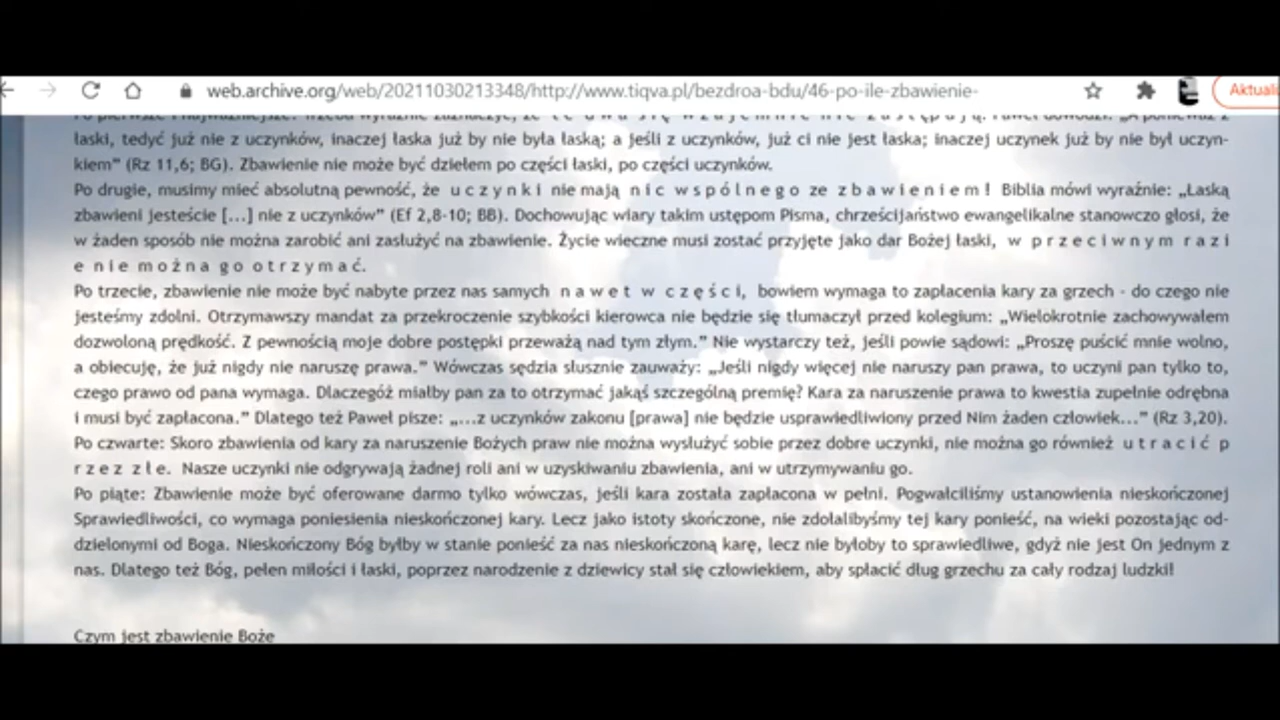 web.archive.org/web/20211030213348/http://www.tiqva.pl/bezdroa-bdu/46-po-ile-zbawienie-
Aktuali
Po pierwsze i najważniejsze: Trzeba wyraźnie zaznaczyć, że t e d w a s i ę w z a j e m n i e n i e z a s t ę p u j ą. Paweł dowodzi: „A ponieważ z
łaski, tedyć już nie z uczynków, inaczej łaska już by nie była łaską; a jeśli z uczynków, już ci nie jest łaska; inaczej uczynek już by nie był uczyn-
kiem” (Rz 11,6; BG). Zbawienie nie może być dziełem po części łaski, po części uczynków.
Po drugie, musimy mieć absolutną pewność, że u c z y n k i nie mają n i c w s p ó l n e g o ze z b a w i e n i e m ! Biblia mówi wyraźnie: „Łaską
zbawieni jesteście [...] nie z uczynków” (Ef 2,8-10; BB). Dochowując wiary takim ustępom Pisma, chrześcijaństwo ewangelikalne stanowczo głosi, że
w żaden sposób nie można zarobić ani zasłużyć na zbawienie. Życie wieczne musi zostać przyjęte jako dar Bożej łaski, w p r z e c i w n y m r a z i
e n i e m o ż n a g o o t r z y m a ć.
Po trzecie, zbawienie nie może być nabyte przez nas samych n a w e t w c z ę ś c i, bowiem wymaga to zapłacenia kary za grzech - do czego nie
jesteśmy zdolni. Otrzymawszy mandat za przekroczenie szybkości kierowca nie będzie się tłumaczył przed kolegium: „Wielokrotnie zachowywałem
dozwoloną prędkość. Z pewnością moje dobre postępki przeważą nad tym złym.” Nie wystarczy też, jeśli powie sądowi: „Proszę puścić mnie wolno,
a obiecuję, że już nigdy nie naruszę prawa.” Wówczas sędzia słusznie zauważy: „Jeśli nigdy więcej nie naruszy pan prawa, to uczyni pan tylko to,
czego prawo od pana wymaga. Dlaczegóż miałby pan za to otrzymać jakąś szczególną premię? Kara za naruszenie prawa to kwestia zupełnie odrębna
i musi być zapłacona.” Dlatego też Paweł pisze: „...z uczynków zakonu [prawa] nie będzie usprawiedliwiony przed Nim żaden człowiek...” (Rz 3,20).
Po czwarte: Skoro zbawienia od kary za naruszenie Bożych praw nie można wysłużyć sobie przez dobre uczynki, nie można go również u t r a c i ć p
r z e z z ł e. Nasze uczynki nie odgrywają żadnej roli ani w uzyskiwaniu zbawienia, ani w utrzymywaniu go.
Po piąte: Zbawienie może być oferowane darmo tylko wówczas, jeśli kara została zapłacona w pełni. Pogwałciliśmy ustanowienia nieskończonej
Sprawiedliwości, co wymaga poniesienia nieskończonej kary. Lecz jako istoty skończone, nie zdołalibyśmy tej kary ponieść, na wieki pozostając od-
dzielonymi od Boga. Nieskończony Bóg byłby w stanie ponieść za nas nieskończoną karę, lecz nie byłoby to sprawiedliwe, gdyż nie jest On jednym z
nas. Dlatego też Bóg, pełen miłości i łaski, poprzez narodzenie z dziewicy stał się człowiekiem, aby spłacić dług grzechu za cały rodzaj ludzki!
Czym jest zbawienie Boże